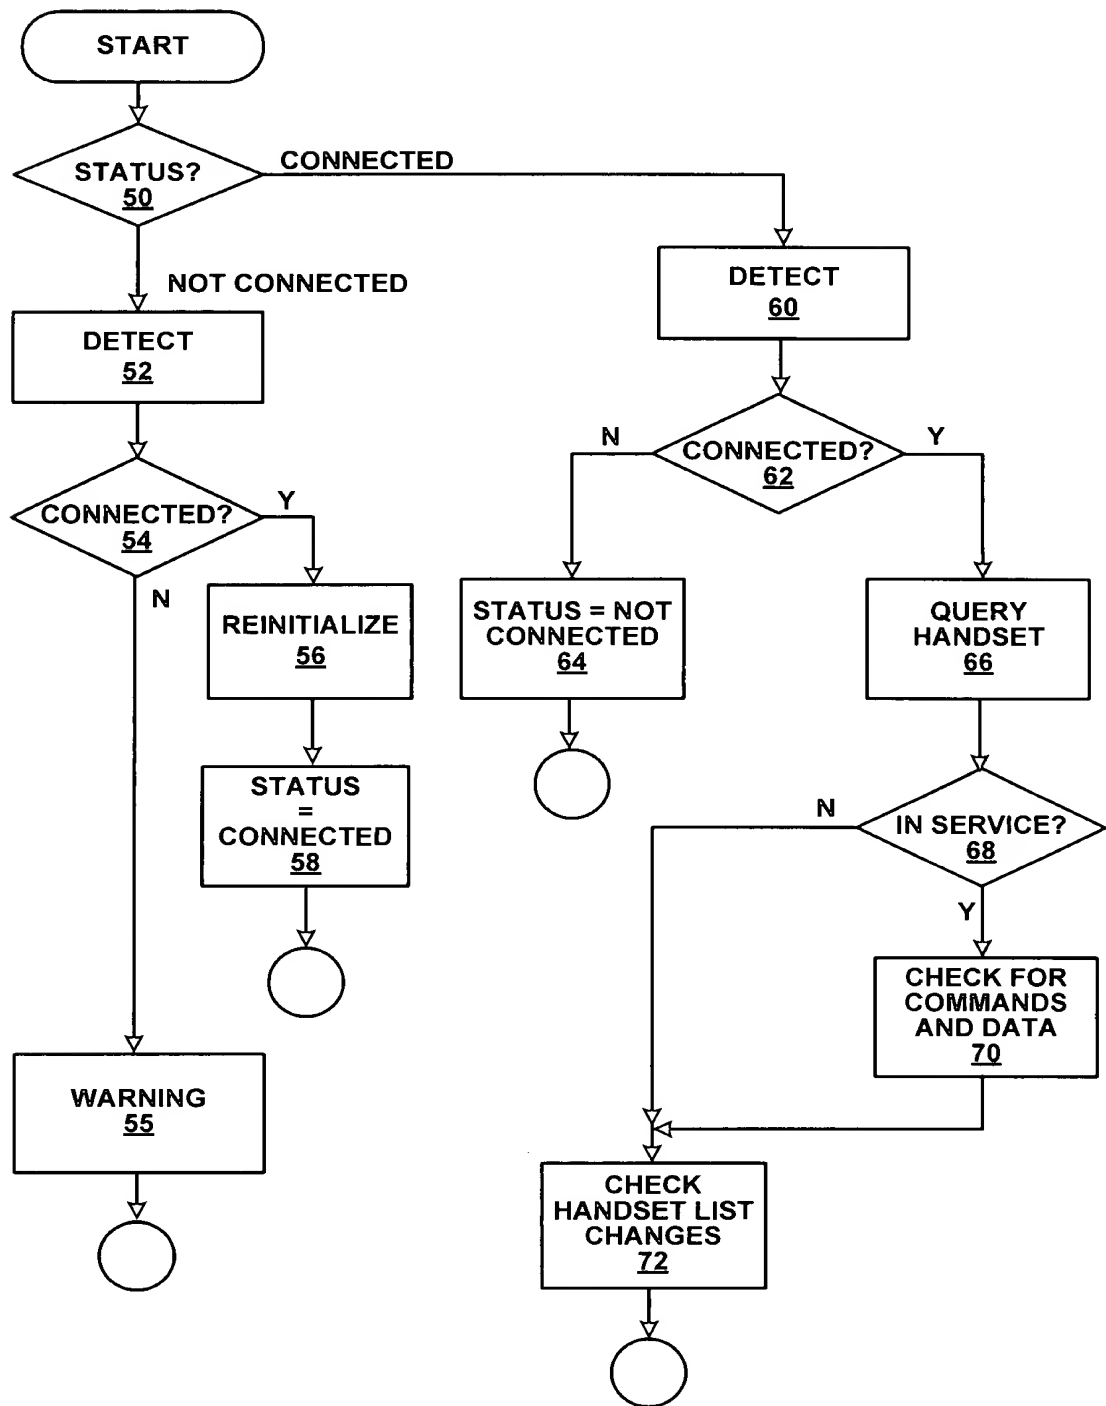 START
STATUS?
50
CONNECTED
NOT CONNECTED
DETECT
52
CONNECTED?
54
Y
N
REINITIALIZE
56
STATUS
=
CONNECTED
58
WARNING
55
DETECT
60
CONNECTED?
62
N
Y
STATUS = NOT
CONNECTED
64
QUERY
HANDSET
66
IN SERVICE?
68
N
Y
CHECK FOR
COMMANDS
AND DATA
70
CHECK
HANDSET LIST
CHANGES
72